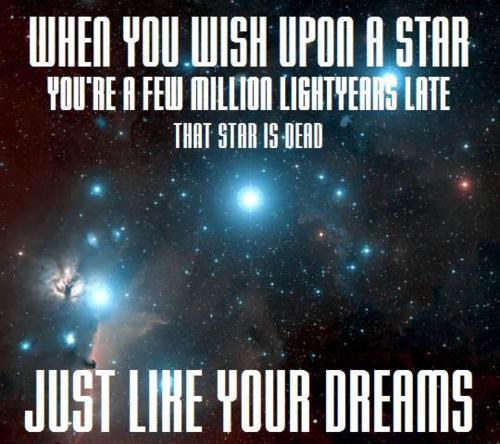 WHEN YOU WISH UPON A STAR
YOU'RE A FEW MILLION LIGHTYEARS LATE
THAT STAR IS DEAD
JUST LIKE YOUR DREAMS